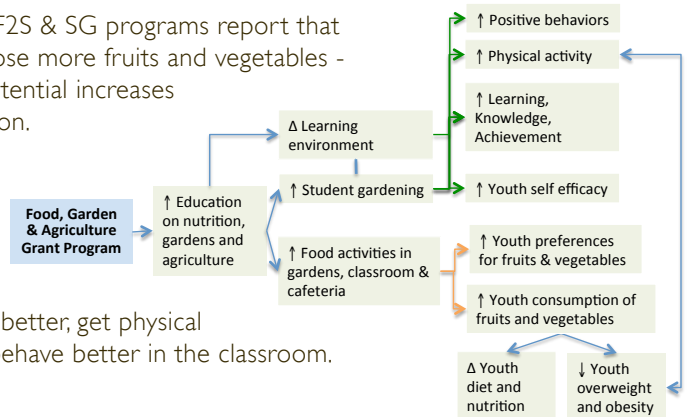 F2S & SG programs report that
ose more fruits and vegetables -
tential increases
on.
Food, Garden
& Agriculture
Grant Program
↑ Education
on nutrition,
gardens and
agriculture
Δ Learning
environment
↑ Student gardening
↑ Food activities in
gardens, classroom &
cafeteria
↑ Positive behaviors
↑ Physical activity
↑ Learning,
Knowledge,
Achievement
↑ Youth self efficacy
↑ Youth preferences
for fruits & vegetables
↑ Youth consumption of
fruits and vegetables
Δ Youth
diet and
nutrition
↓ Youth
overweight
and obesity
better, get physical
behave better in the classroom.